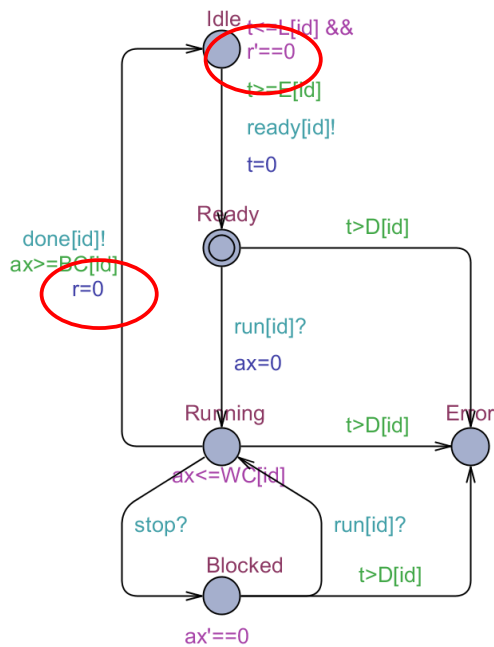 Idle
t<=L[id] &&
r'==0
t>=E[id]
ready[id]!
t=0
Ready
t>D[id]
done[id]!
ax>=BC[id]
r=0
run[id]?
ax=0
Running
t>D[id]
Error
ax<=WC[id]
stop?
run[id]?
Blocked
t>D[id]
ax'==0